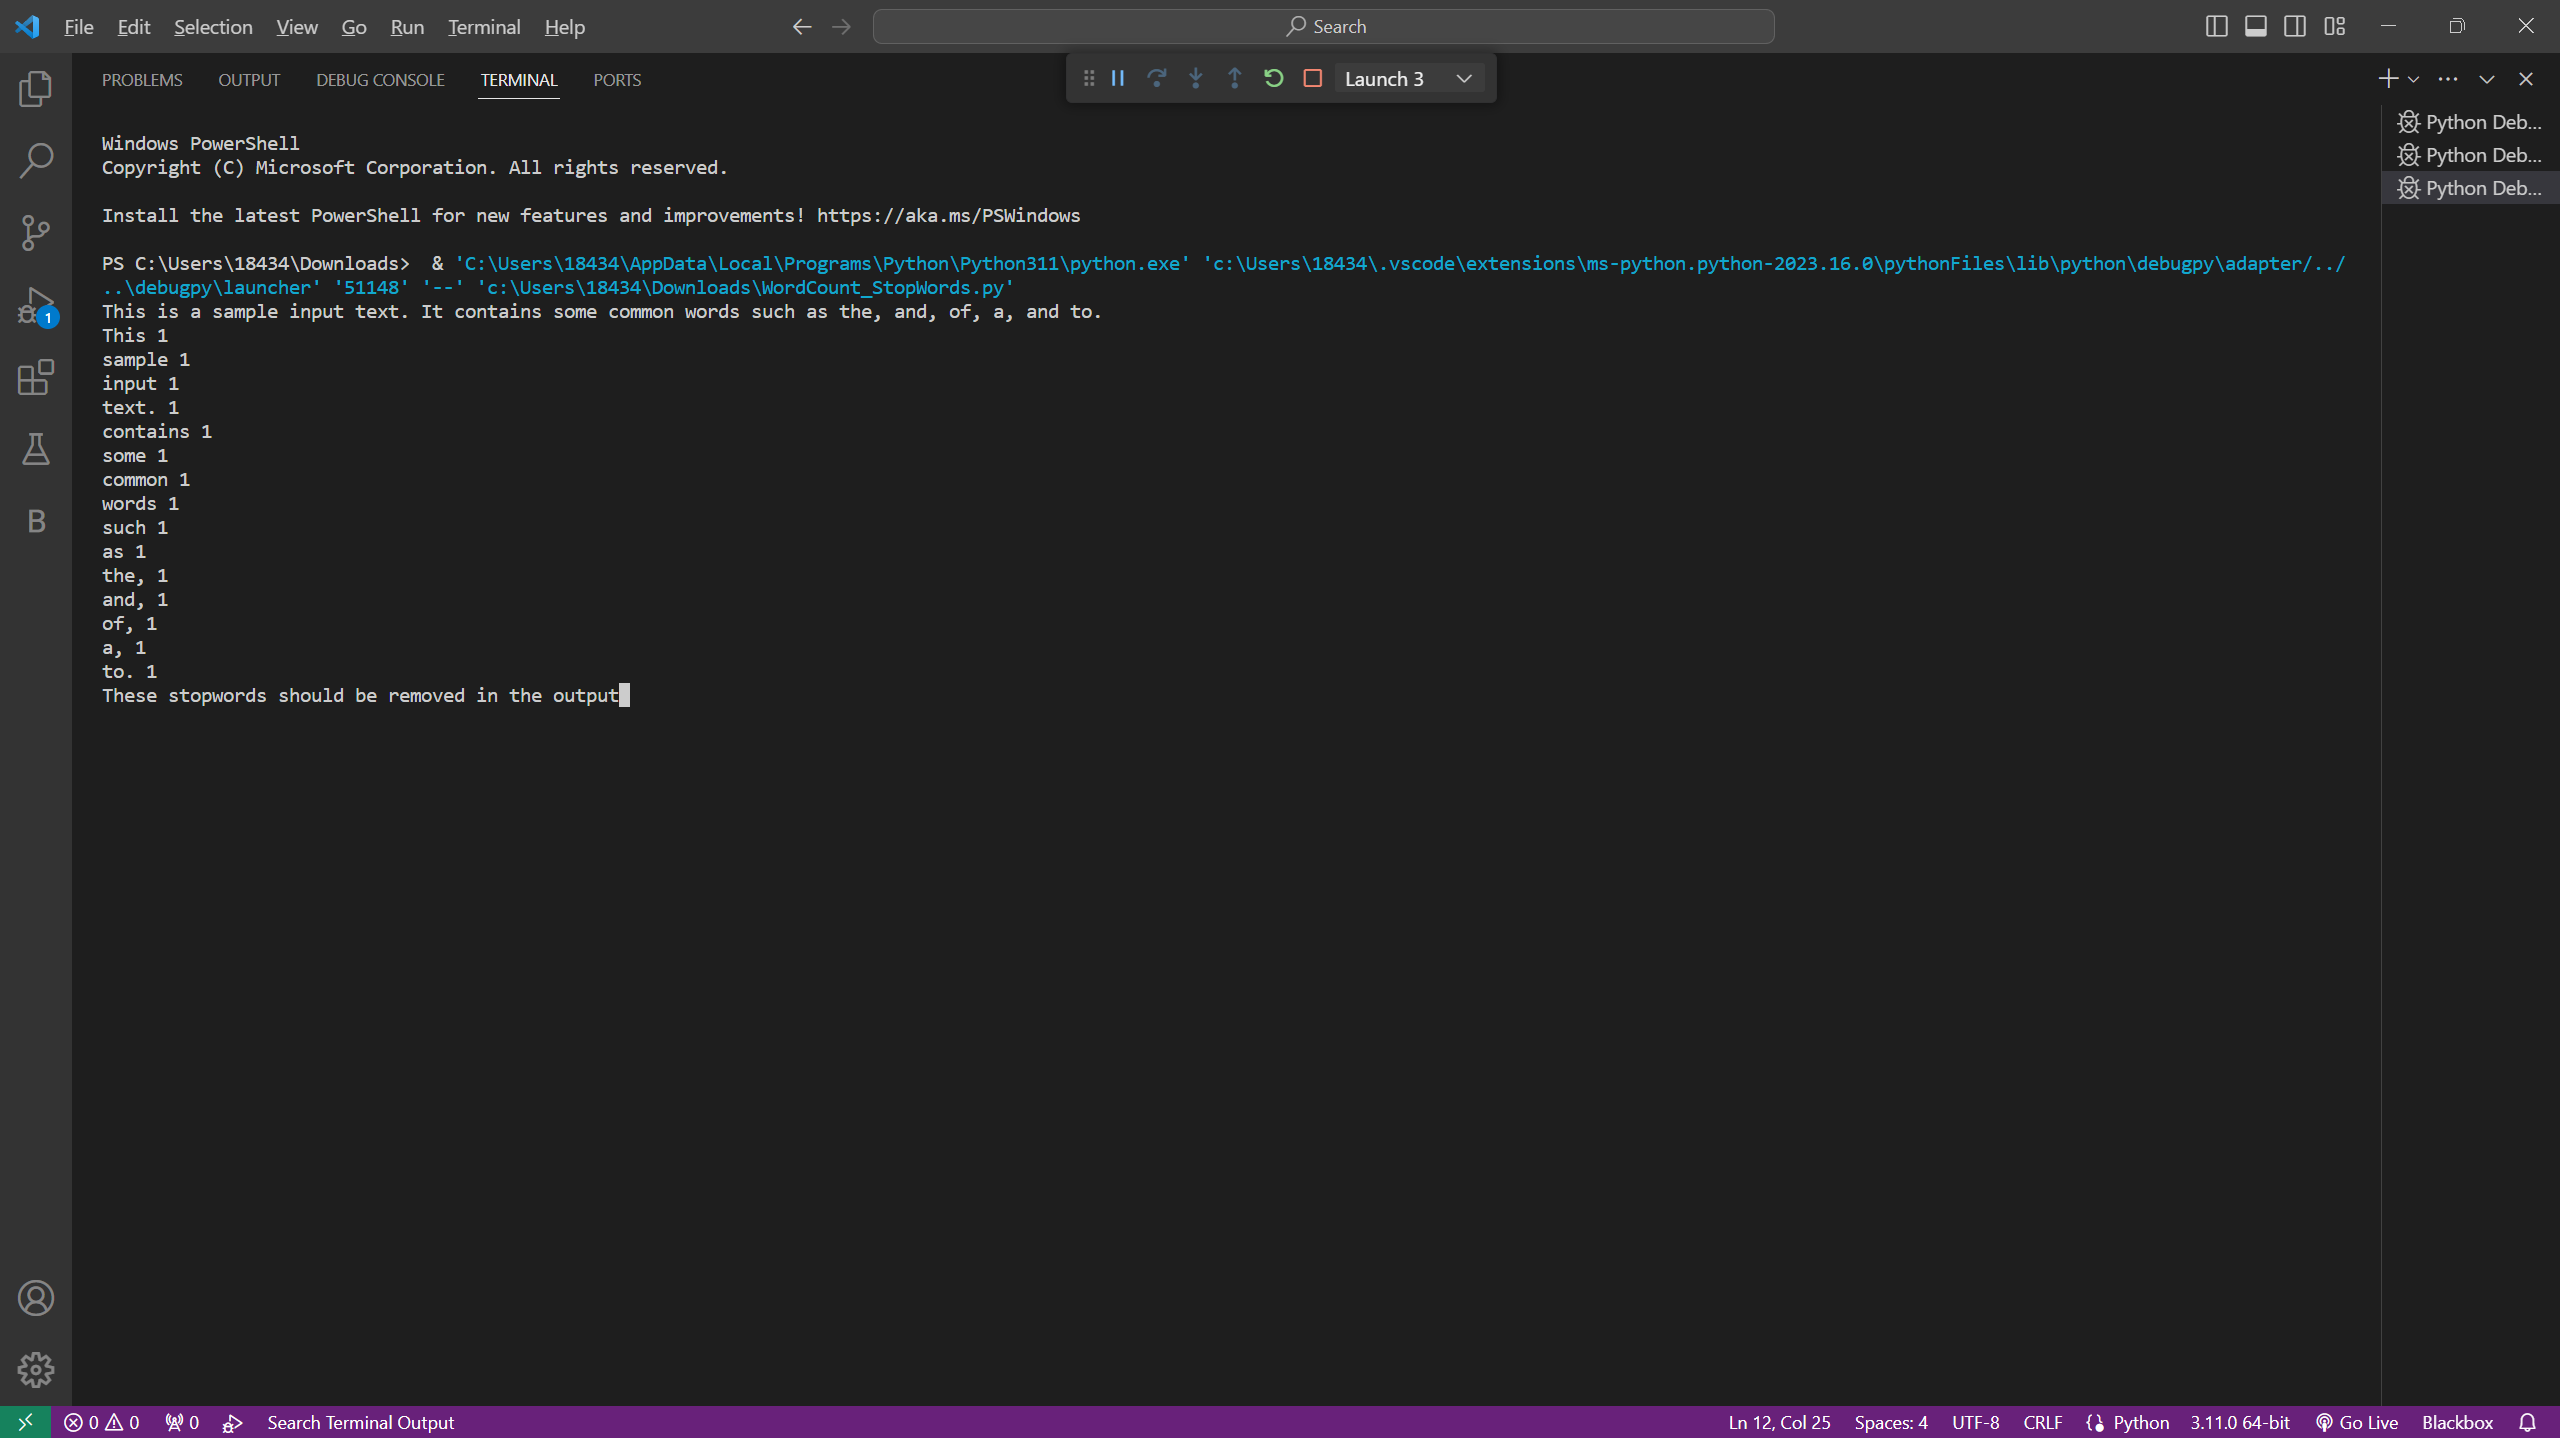 File Edit Selection View Go Run Terminal Help
Search
PROBLEMS OUTPUT DEBUG CONSOLE TERMINAL PORTS
Launch 3
Python Deb...
Python Deb...
Python Deb...
Windows PowerShell
Copyright (C) Microsoft Corporation. All rights reserved.
Install the latest PowerShell for new features and improvements! https://aka.ms/PSWindows
PS C:\Users\18434\Downloads>  & 'C:\Users\18434\AppData\Local\Programs\Python\Python311\python.exe' 'c:\Users\18434\.vscode\extensions\ms-python.python-2023.16.0\pythonFiles\lib\python\debugpy\adapter/../
..\debugpy\launcher' '51148' '--' 'c:\Users\18434\Downloads\WordCount_StopWords.py'
This is a sample input text. It contains some common words such as the, and, of, a, and to.
This 1
sample 1
input 1
text. 1
contains 1
some 1
common 1
words 1
such 1
as 1
the, 1
and, 1
of, 1
a, 1
to. 1
These stopwords should be removed in the output
1
B
0 0 0 Search Terminal Output
Ln 12, Col 25 Spaces: 4 UTF-8 CRLF Python 3.11.0 64-bit Go Live Blackbox